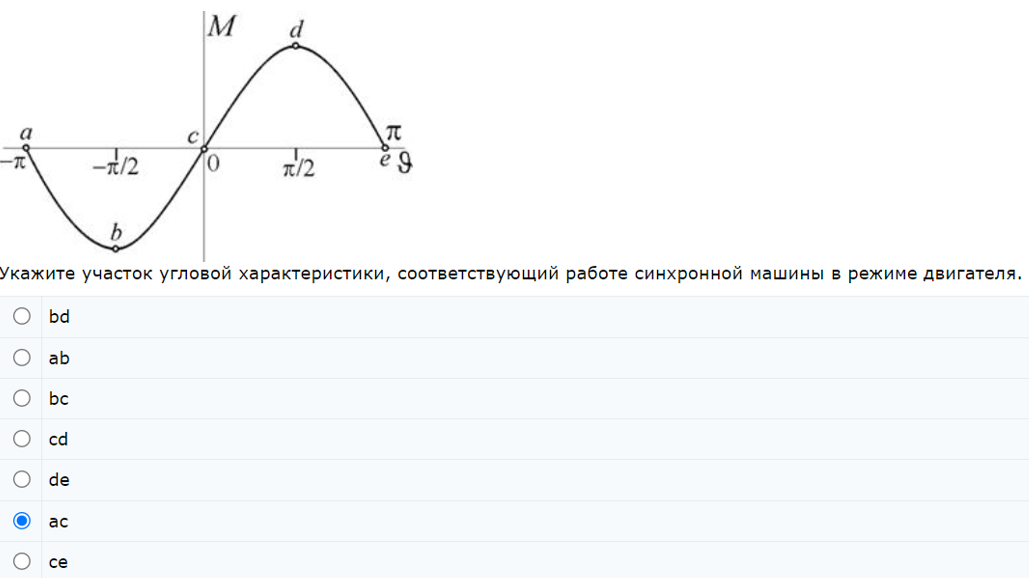 M
d
a
c
π
−π
−π/2
0
π/2
e
ϑ
b
Укажите участок угловой характеристики, соответствующий работе синхронной машины в режиме двигателя.
bd
ab
bc
cd
de
ac
ce